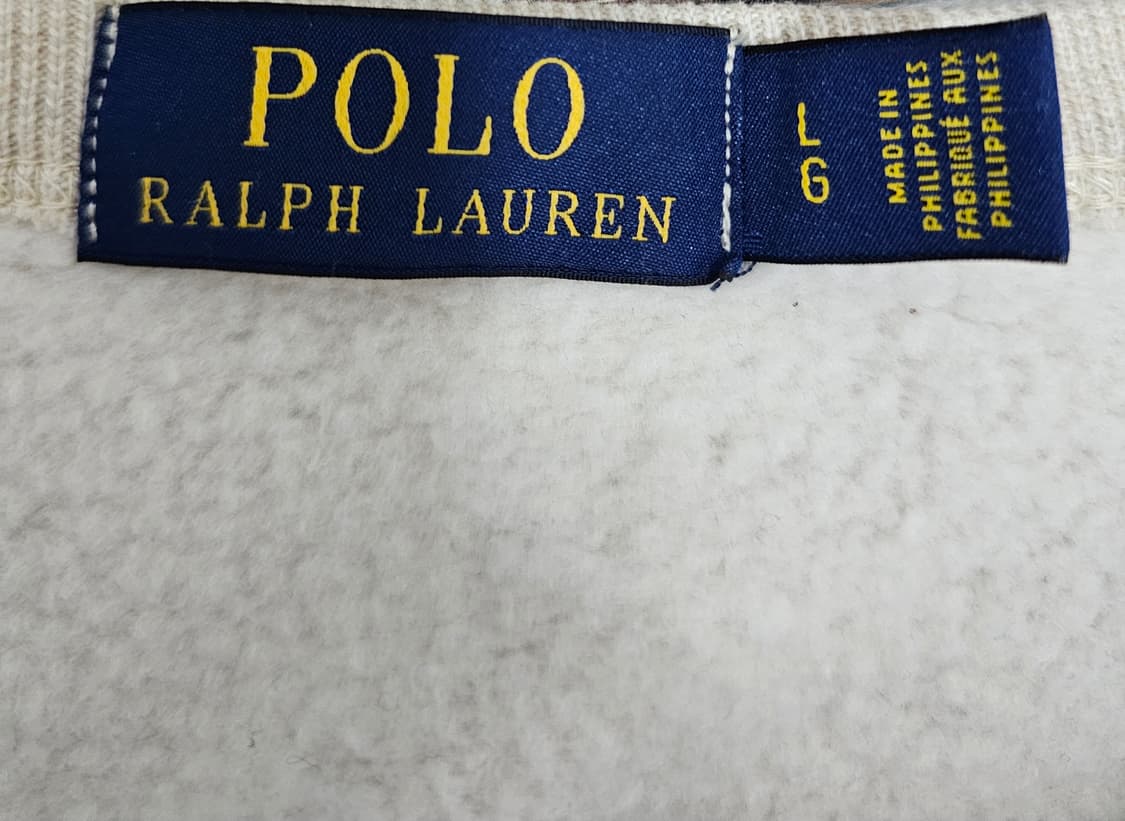 POLO
RALPH LAUREN
L
G
MADE IN
PHILIPPINES
FABRIQUÉ AUX
PHILIPPINES